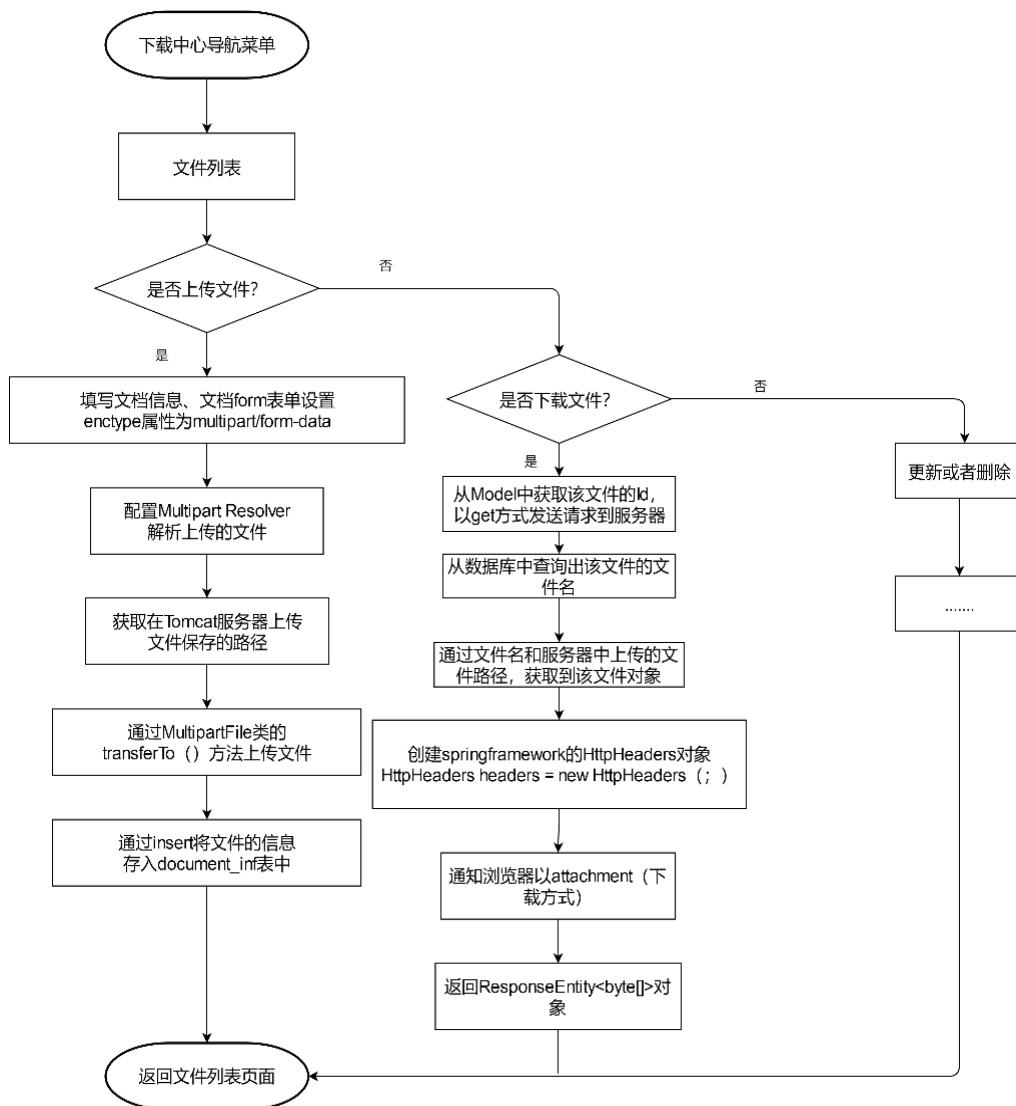 下载中心导航菜单
文件列表
是否上传文件?
否
是
填写文档信息、文档form表单设置
enctype属性为multipart/form-data
配置Multipart Resolver
解析上传的文件
获取在Tomcat服务器上传
文件保存的路径
通过MultipartFile类的
transferTo（）方法上传文件
通过insert将文件的信息
存入document_inf表中
是否下载文件?
否
是
从Model中获取该文件的Id，
以get方式发送请求到服务器
从数据库中查询出该文件的文
件名
通过文件名和服务器中上传的文
件路径，获取到该文件对象
创建springframework的HttpHeaders对象
HttpHeaders headers = new HttpHeaders（；）
通知浏览器以attachment（下
载方式）
返回ResponseEntity<byte[]>对
象
更新或者删除
.......
返回文件列表页面